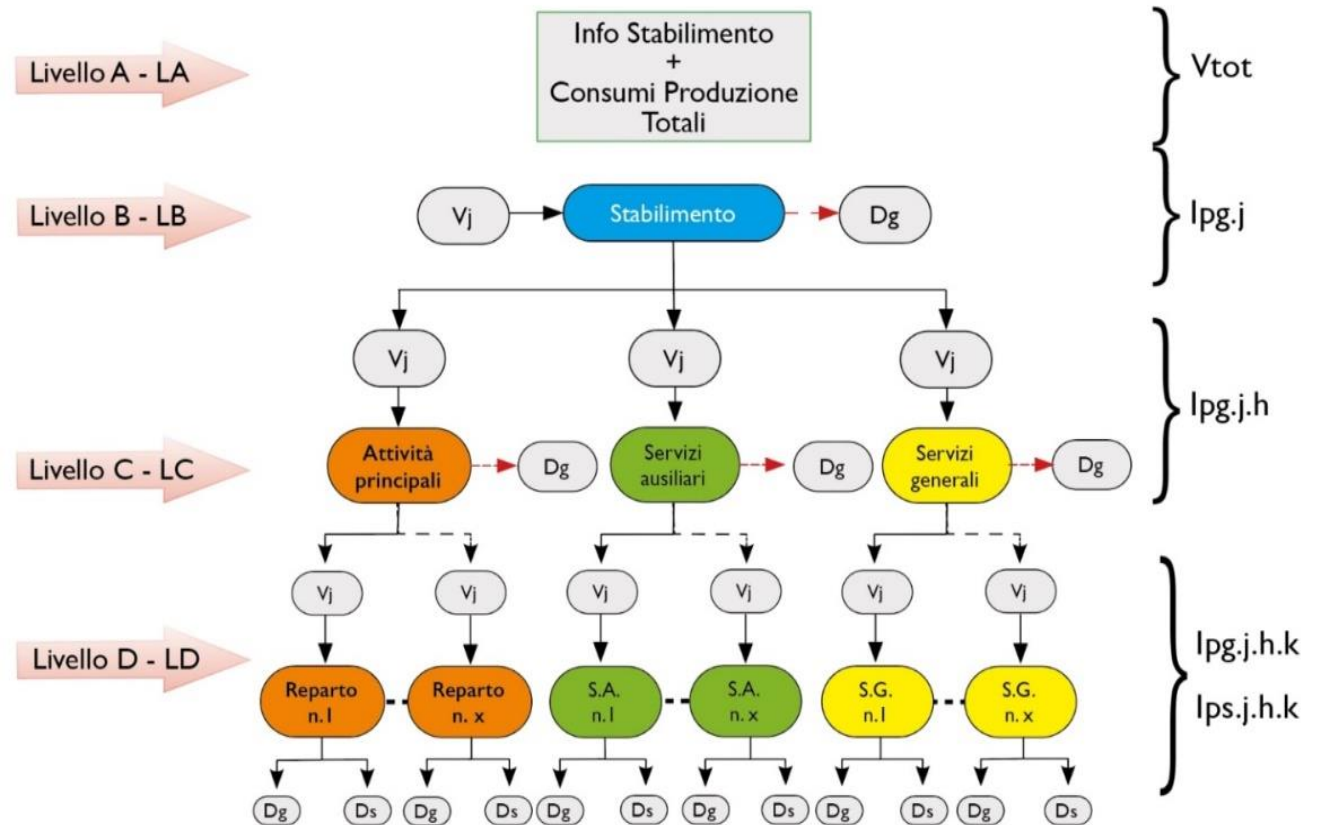 Livello A - LA
Info Stabilimento
+
Consumi Produzione
Totali
Vtot
Livello B - LB
Vj
Stabilimento
Dg
Ipg.j
Vj
Vj
Vj
Ipg.j.h
Livello C - LC
Attività
principali
Dg
Servizi
ausiliari
Dg
Servizi
generali
Dg
Vj
Vj
Vj
Vj
Vj
Vj
Livello D - LD
Reparto
n.1
Reparto
n. x
S.A.
n.1
S.A.
n. x
S.G.
n.1
S.G.
n. x
Ipg.j.h.k
Ips.j.h.k
Dg
Ds
Dg
Ds
Dg
Ds
Dg
Ds
Dg
Ds
Dg
Ds